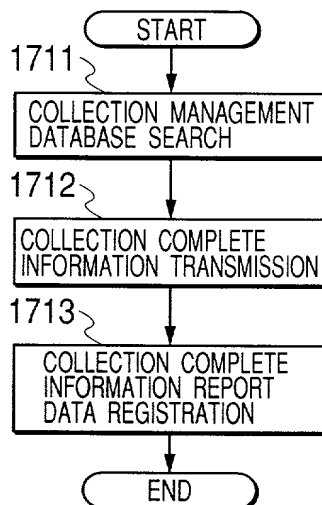 START
1711
COLLECTION MANAGEMENT
DATABASE SEARCH
1712
COLLECTION COMPLETE
INFORMATION TRANSMISSION
1713
COLLECTION COMPLETE
INFORMATION REPORT
DATA REGISTRATION
END